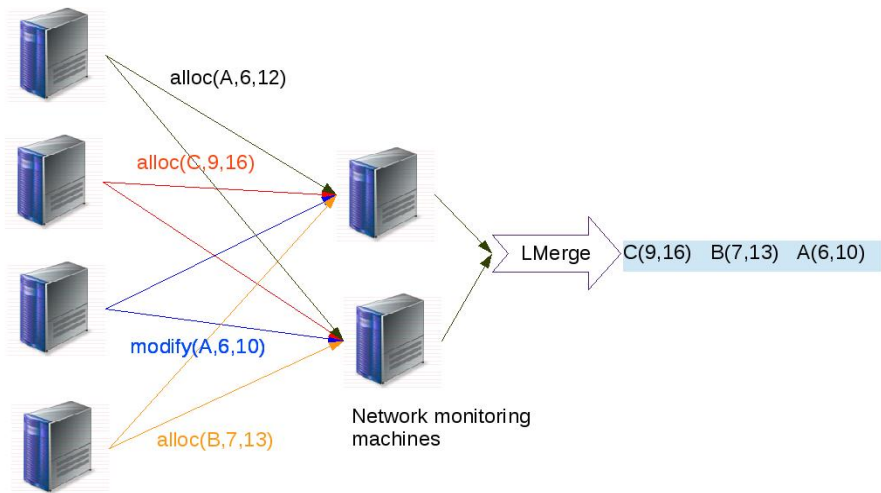 alloc(A,6,12)
alloc(C,9,16)
LMerge
C(9,16) B(7,13) A(6,10)
modify(A,6,10)
alloc(B,7,13)
Network monitoring
machines